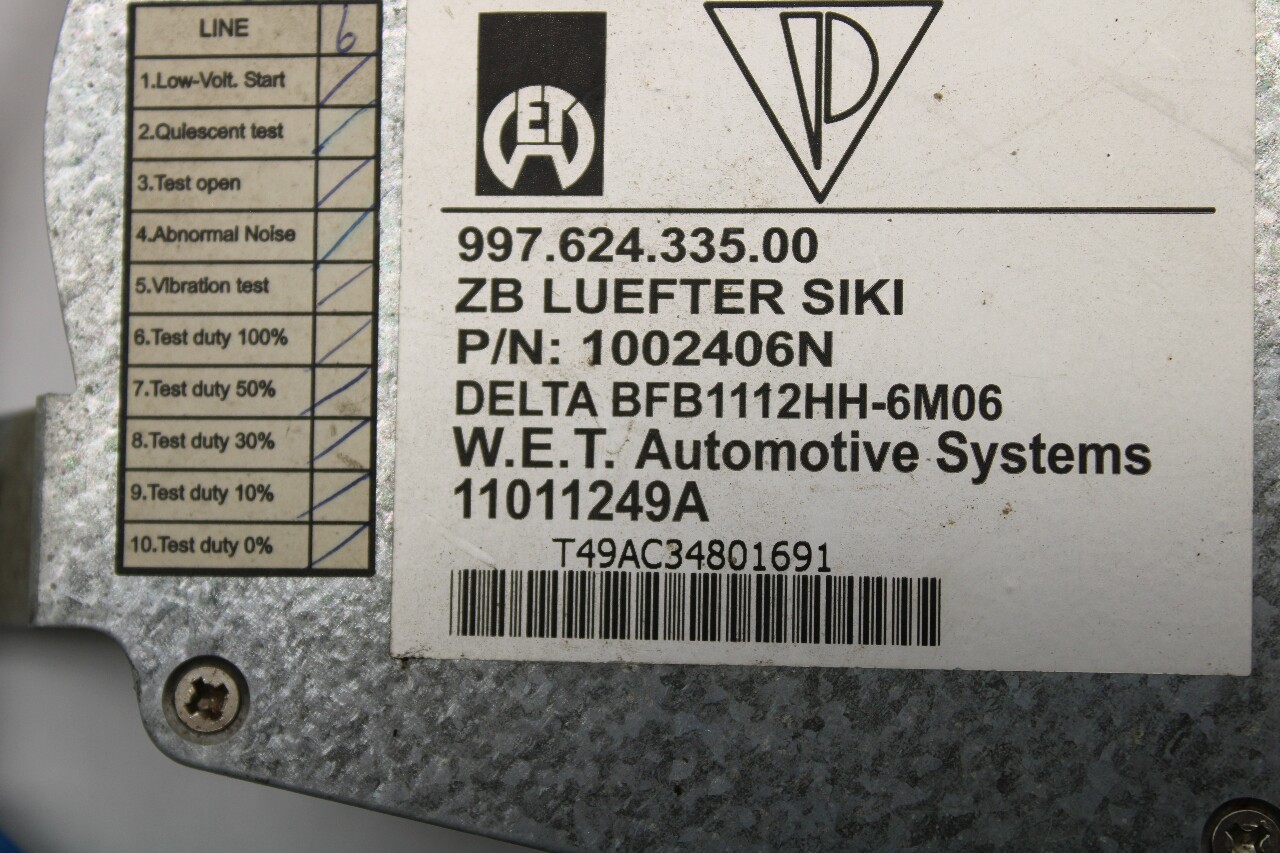 LINE 6
1.Low-Volt. Start
2.Quiescent test
3.Test open
4.Abnormal Noise
5.Vibration test
6.Test duty 100%
7.Test duty 50%
8.Test duty 30%
9.Test duty 10%
10.Test duty 0%
WET
997.624.335.00
ZB LUEFTER SIKI
P/N: 1002406N
DELTA BFB1112HH-6M06
W.E.T. Automotive Systems
11011249A
T49AC34801691